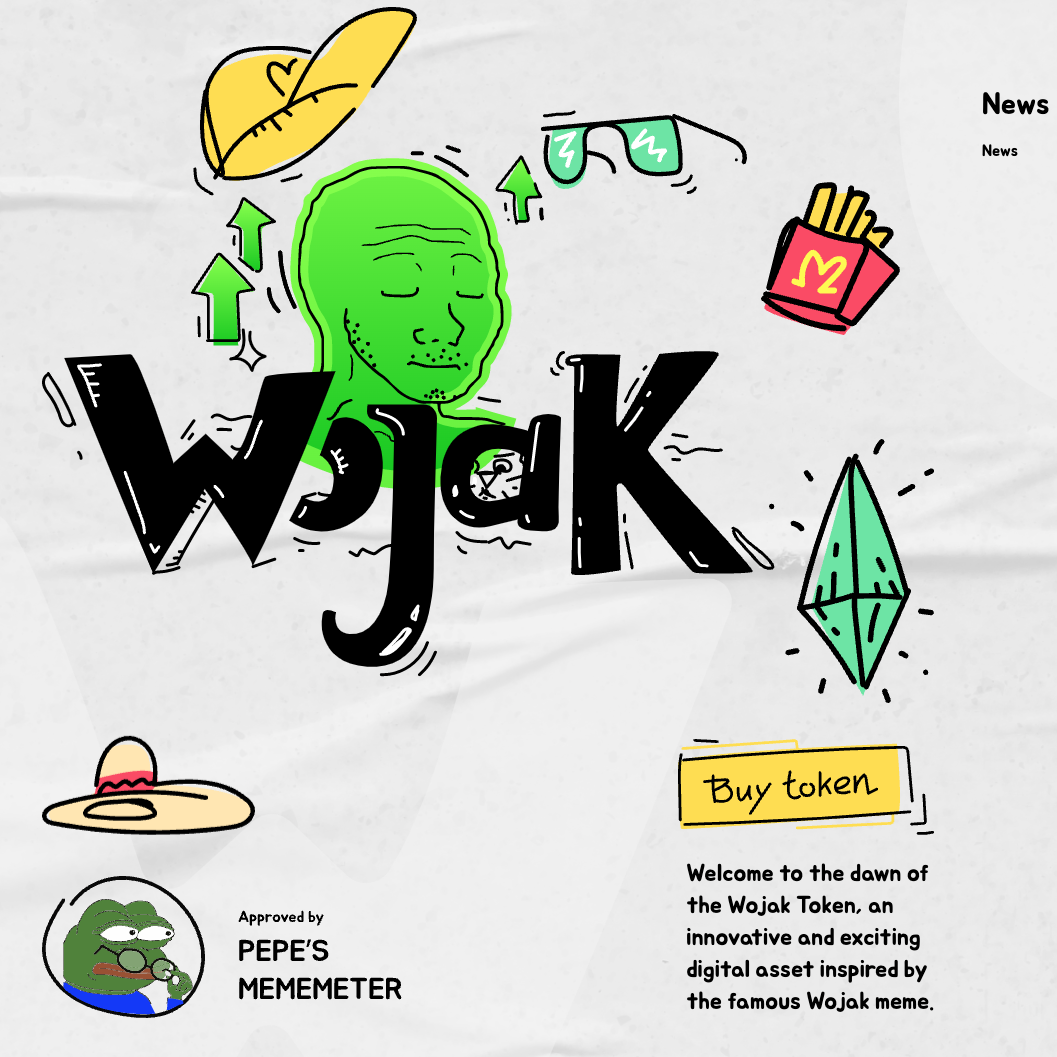 News
News
Wojak
Buy token
Welcome to the dawn of
the Wojak Token, an
innovative and exciting
digital asset inspired by
the famous Wojak meme.
Approved by
PEPE'S
MEMEMETER